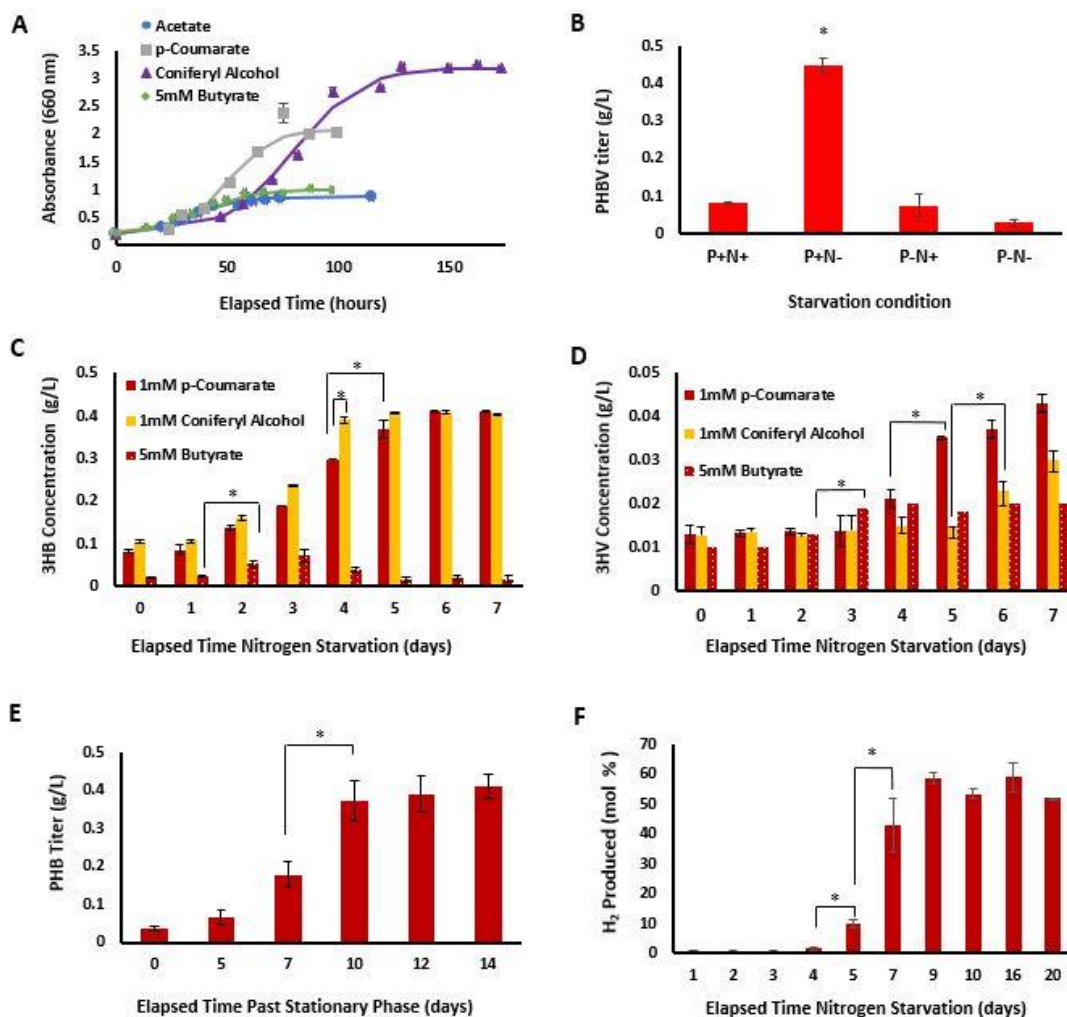 A
Acetate
p-Coumarate
Coniferyl Alcohol
5mM Butyrate
Absorbance (660 nm)
3.5
3
2.5
2
1.5
1
0.5
0
0 50 100 150
Elapsed Time (hours)
B
*
PHBV titer (g/L)
0.5
0.4
0.3
0.2
0.1
0
P+N+ P+N- P-N+ P-N-
Starvation condition
C
1mM p-Coumarate
1mM Coniferyl Alcohol
5mM Butyrate
* * *
3HB Concentration (g/L)
0.5
0.4
0.3
0.2
0.1
0
0 1 2 3 4 5 6 7
Elapsed Time Nitrogen Starvation (days)
D
1mM p-Coumarate
1mM Coniferyl Alcohol
5mM Butyrate
* * *
3HV Concentration (g/L)
0.05
0.04
0.03
0.02
0.01
0
0 1 2 3 4 5 6 7
Elapsed Time Nitrogen Starvation (days)
E
*
PHB Titer (g/L)
0.5
0.4
0.3
0.2
0.1
0
0 5 7 10 12 14
Elapsed Time Past Stationary Phase (days)
F
* *
H₂ Produced (mol %)
70
60
50
40
30
20
10
0
1 2 3 4 5 7 9 10 16 20
Elapsed Time Nitrogen Starvation (days)